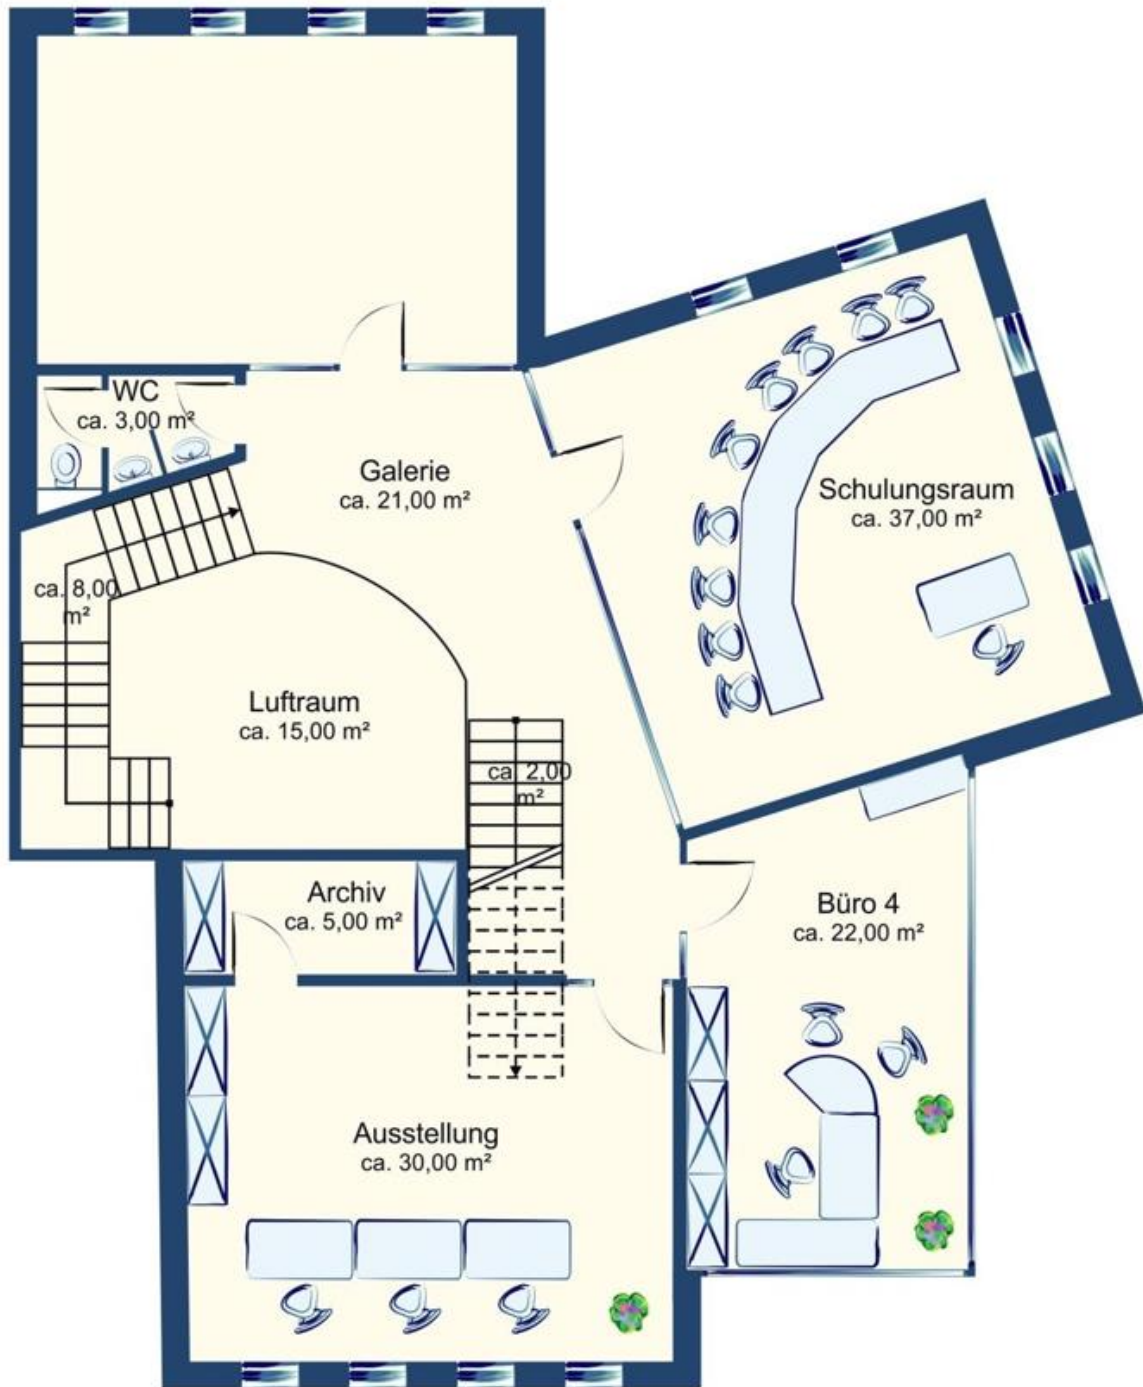 WC
ca. 3,00 m²
Galerie
ca. 21,00 m²
Schulungsraum
ca. 37,00 m²
ca. 8,00
m²
Luftraum
ca. 15,00 m²
ca. 2,00
m²
Archiv
ca. 5,00 m²
Büro 4
ca. 22,00 m²
Ausstellung
ca. 30,00 m²